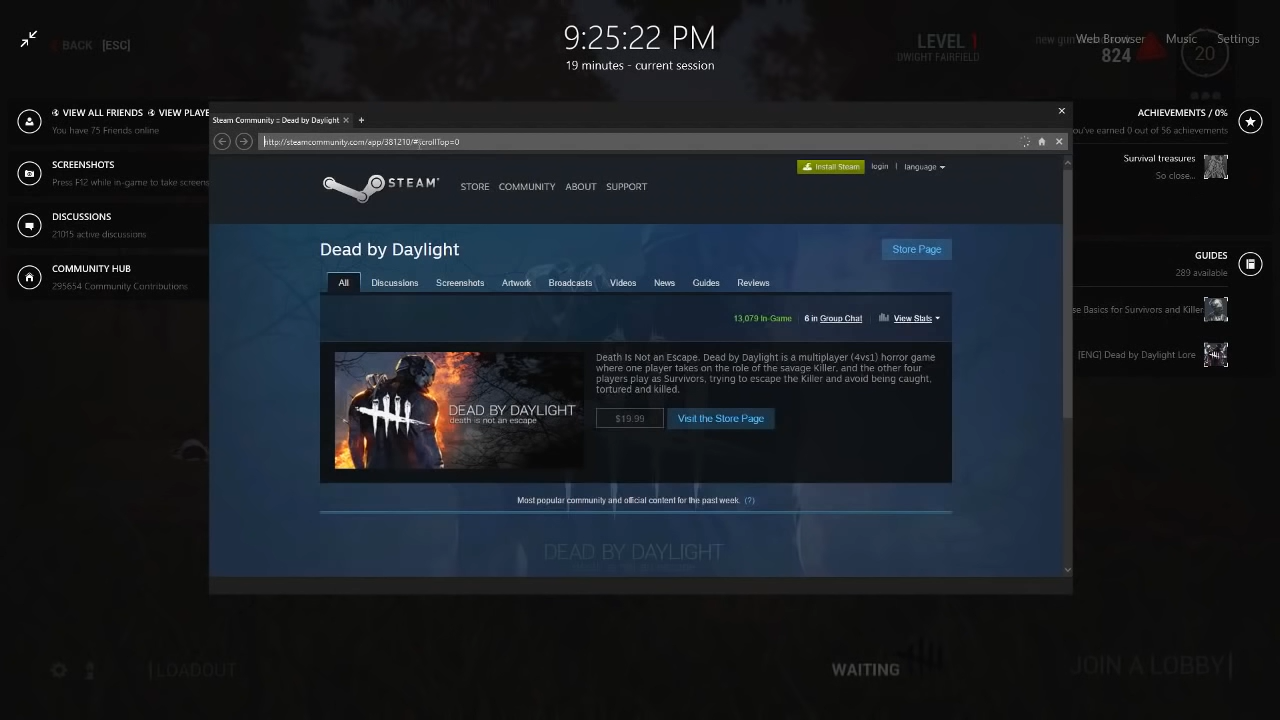 9:25:22 PM
19 minutes - current session
BACK [ESC]
LEVEL 1
DWIGHT FAIRFIELD
824
20
Web Browser Music Settings
VIEW ALL FRIENDS VIEW PLAYE
You have 75 Friends online
SCREENSHOTS
Press F12 while in-game to take screens
DISCUSSIONS
21015 active discussions
COMMUNITY HUB
295654 Community Contributions
Steam Community :: Dead by Daylight
http://steamcommunity.com/app/381210/#scrollTop=0
Install Steam login | language
STEAM
STORE COMMUNITY ABOUT SUPPORT
Dead by Daylight
Store Page
All Discussions Screenshots Artwork Broadcasts Videos News Guides Reviews
13,079 In-Game 6 in Group Chat View Stats
DEAD BY DAYLIGHT
death is not an escape
Death Is Not an Escape. Dead by Daylight is a multiplayer (4vs1) horror game
where one player takes on the role of the savage Killer, and the other four
players play as Survivors, trying to escape the Killer and avoid being caught,
tortured and killed.
$19.99 Visit the Store Page
Most popular community and official content for the past week. (?)
DEAD BY DAYLIGHT
ACHIEVEMENTS / 0%
ou've earned 0 out of 56 achievements
Survival treasures
So close...
GUIDES
289 available
se Basics for Survivors and Killer
[ENG] Dead by Daylight Lore
LOADOUT
WAITING
JOIN A LOBBY